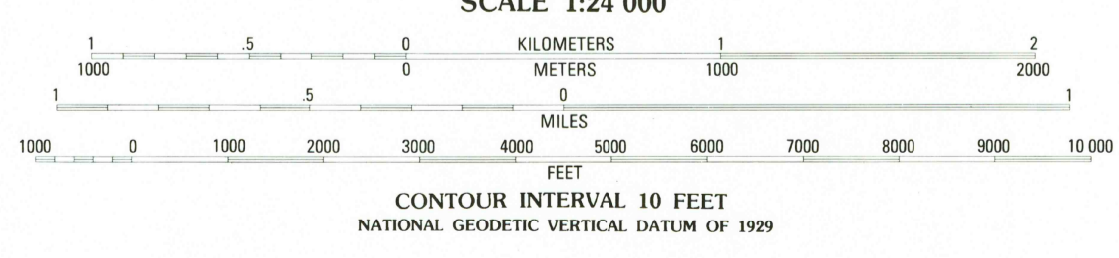 SCALE 1:24 000
1 .5 0 KILOMETERS 1 2
1000 0 METERS 1000 2000
1 .5 0 1
MILES
1000 0 1000 2000 3000 4000 5000 6000 7000 8000 9000 10 000
FEET
CONTOUR INTERVAL 10 FEET
NATIONAL GEODETIC VERTICAL DATUM OF 1929